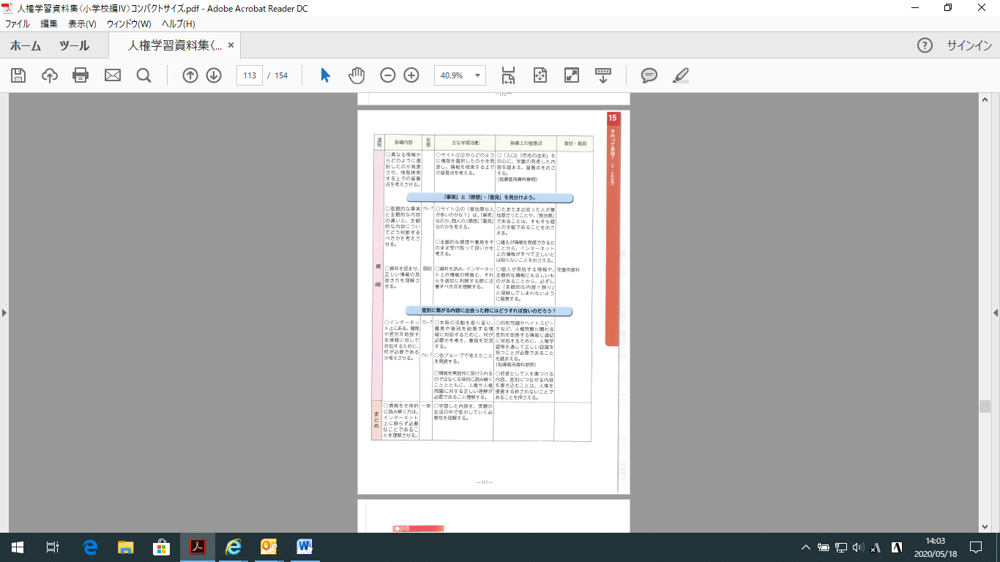 人権学習資料集〈小学校編Ⅳ〉コンパクトサイズ.pdf - Adobe Acrobat Reader DC
ファイル 編集 表示(V) ウィンドウ(W) ヘルプ(H)
ホーム ツール 人権学習資料集〈... × サインイン
113 / 154 40.9%
―110―
15
それって本当？
過程 指導内容 形態 主な学習活動 指導上の留意点 教材・教具
展開
○異なる情報か
らどのように選
択したのか発表
させ、情報検索
する上での留意
点を考えさせる。
○サイト①②からどのよう
に情報を選択したのかを発
表し、情報を検索する上で
の留意点を考える。
○「人口」「市名の由来」を
中心に、児童の発表した内
容を踏まえ、留意点をおさ
える。
（指導者用資料参照）
「事実」と「感想」・「意見」を見分けよう。
○客観的な事実
と主観的な内容
の違いと、主観
的な内容につい
てどう判断する
べきかを考えさ
せる。
グループ
○サイト②の「意地悪な人
が多いのかな？」は、「事実」
なのか、個人の「感想」「意見」
なのかを考える。
○主観的な感想や意見をそ
のまま受け取って良いかを
考える。
○たまたま出会った人が意
地悪だったことや、「意地悪」
であることは、そもそも個
人の主観であることをおさ
える。
○誰もが情報を発信できると
ことから、インターネット
上の情報がすべて正しいと
は限らないことをおさえる。
○資料を読ませ、
正しい情報の見
抜き方を理解さ
せる。
個別
○資料を読み、インターネッ
ト上の情報の特徴と、それ
らを適切に判断する際に注
意すべき点を理解する。
○個人が発信する情報や、
主観的な情報にも正しいも
のがあることから、必ずし
も「主観的な内容＝誤り」
と理解してしまわないよう
に留意する。
児童用資料
差別に繋がる内容に出会った時にはどうすれば良いのだろう？
○インターネッ
ト上にある、偏見
や差別を助長す
る情報に対して
対処するために、
何が必要である
か考えさせる。
グループ
○本時の活動を振り返り、
偏見や差別を助長する情
報に対処するために、何が
必要かを考え、意見を交流
する。
グループ
○各グループで考えたこと
を発表する。
○情報を無批判に受け入れる
のではなく主体的に読み解く
こととともに、人権や人権
問題に対する正しい理解が
必要であること理解する。
○同和問題やヘイトスピー
チなど、人権問題に関わる
差別を助長する情報に適切
に対処するために、人権学
習等を通して正しい認識を
持つことが必要であること
を踏まえる。
（指導者用資料参照）
○前提として人を傷つける
内容、差別につながる内容
を書き込むことは、人権を
侵害する許されないことで
あることを押さえる。
まとめ
○情報を主体的
に読み解く力は、
インターネット
上に限らず必要
なことであるこ
とを理解させる。
一斉
○学習した内容を、実際の
生活の中で生かしていく必
要性を理解する。
―111―
●評価
14:03
2020/05/18